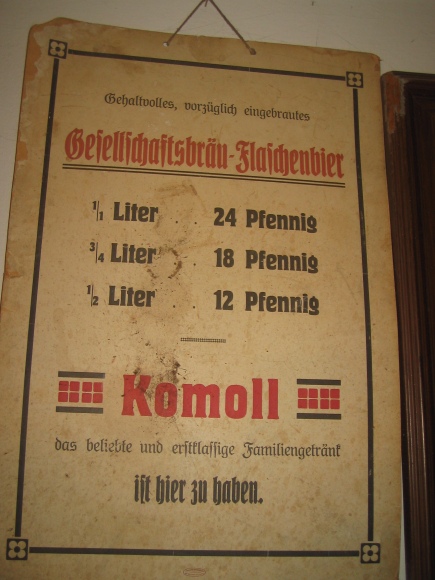 Gehaltvolles, vorzüglich eingebrautes
Gesellschaftsbräu-Flaschenbier
1/1 Liter . . 24 Pfennig
3/4 Liter . . 18 Pfennig
1/2 Liter . . 12 Pfennig
Komoll
das beliebte und erstklassige Familiengetränk
ist hier zu haben.